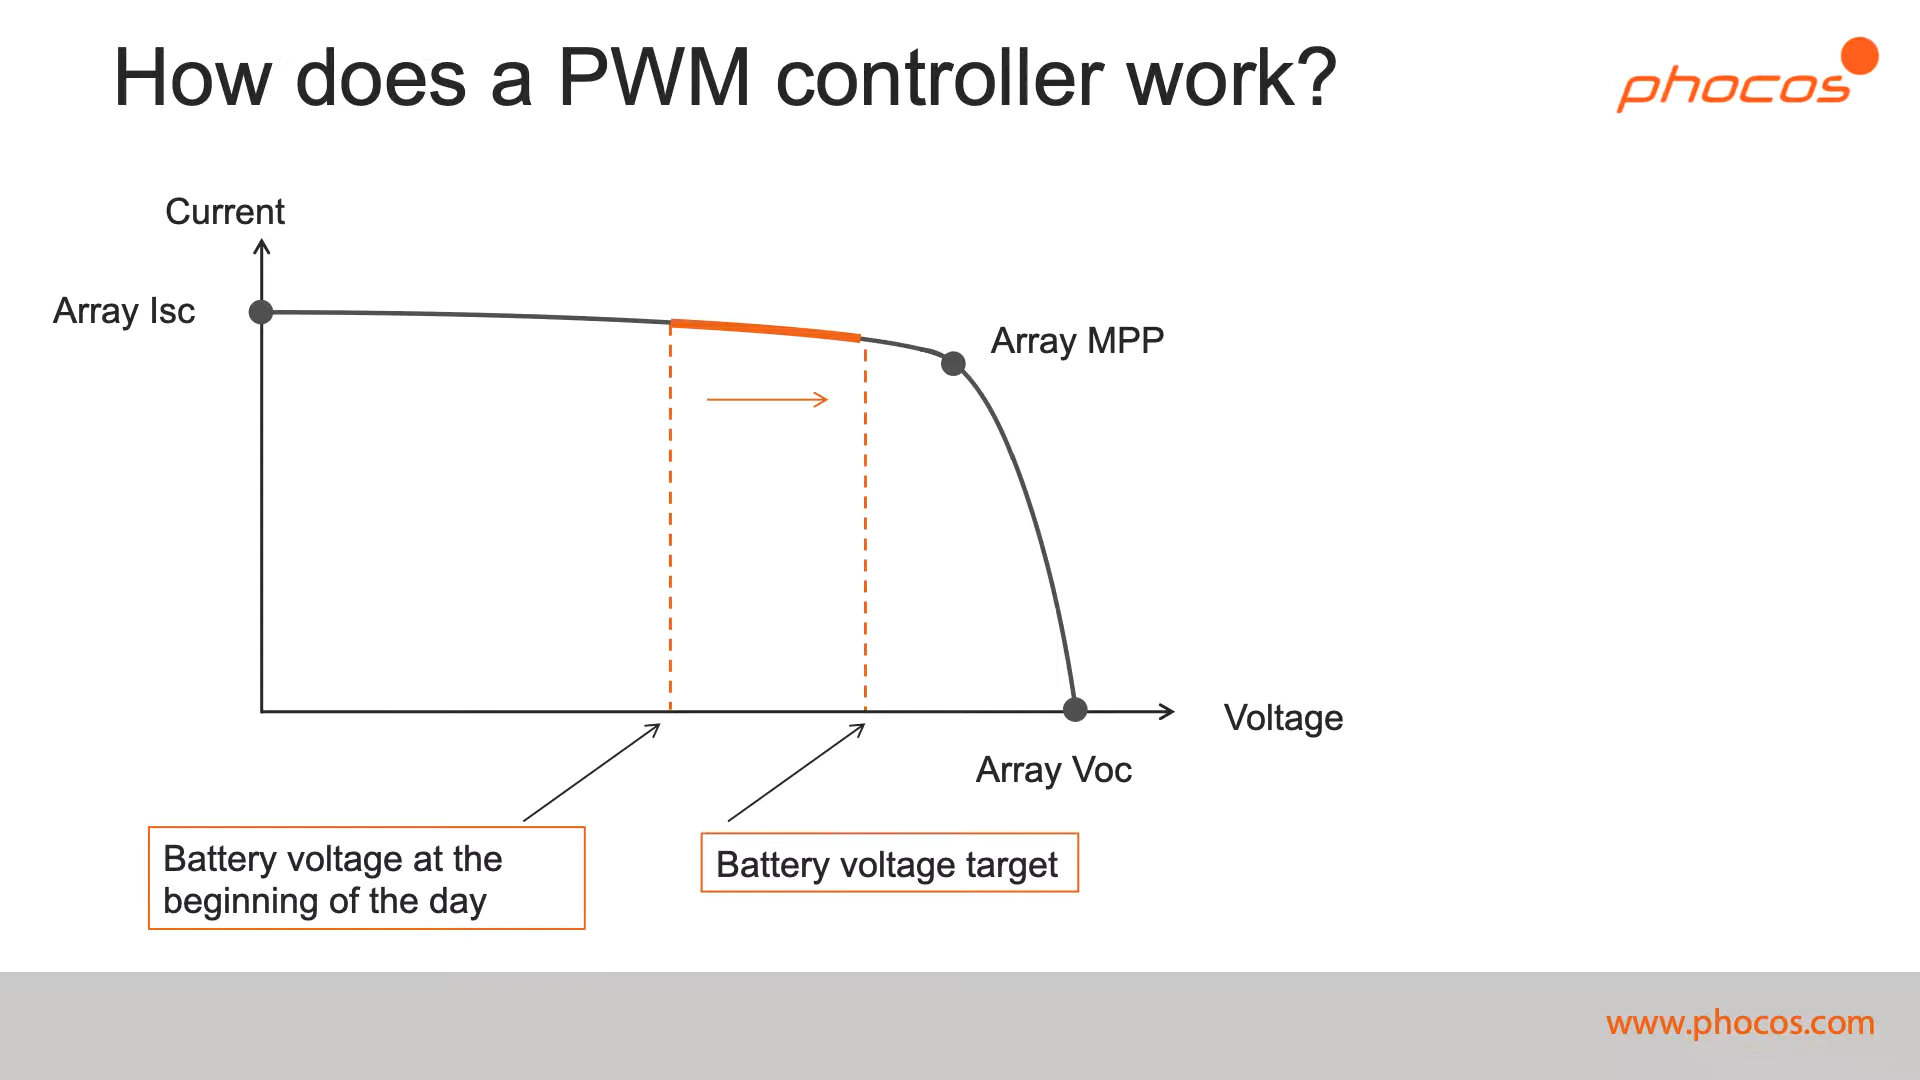 How does a PWM controller work?
phocos
Current
Array Isc
Array MPP
Voltage
Array Voc
Battery voltage at the
beginning of the day
Battery voltage target
www.phocos.com